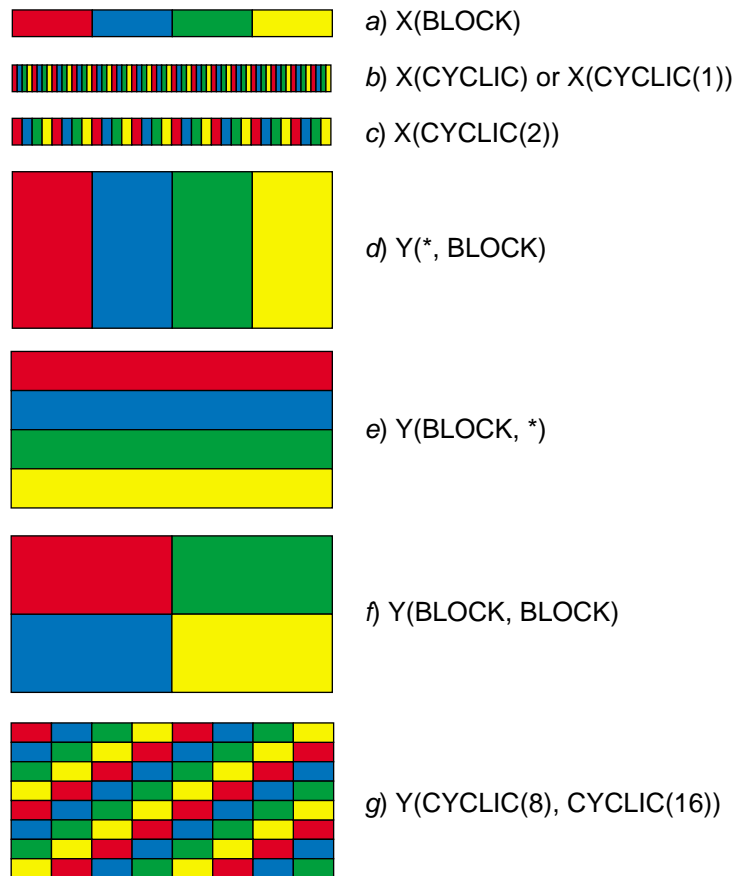 a) X(BLOCK)
b) X(CYCLIC) or X(CYCLIC(1))
c) X(CYCLIC(2))
d) Y(*, BLOCK)
e) Y(BLOCK, *)
f) Y(BLOCK, BLOCK)
g) Y(CYCLIC(8), CYCLIC(16))